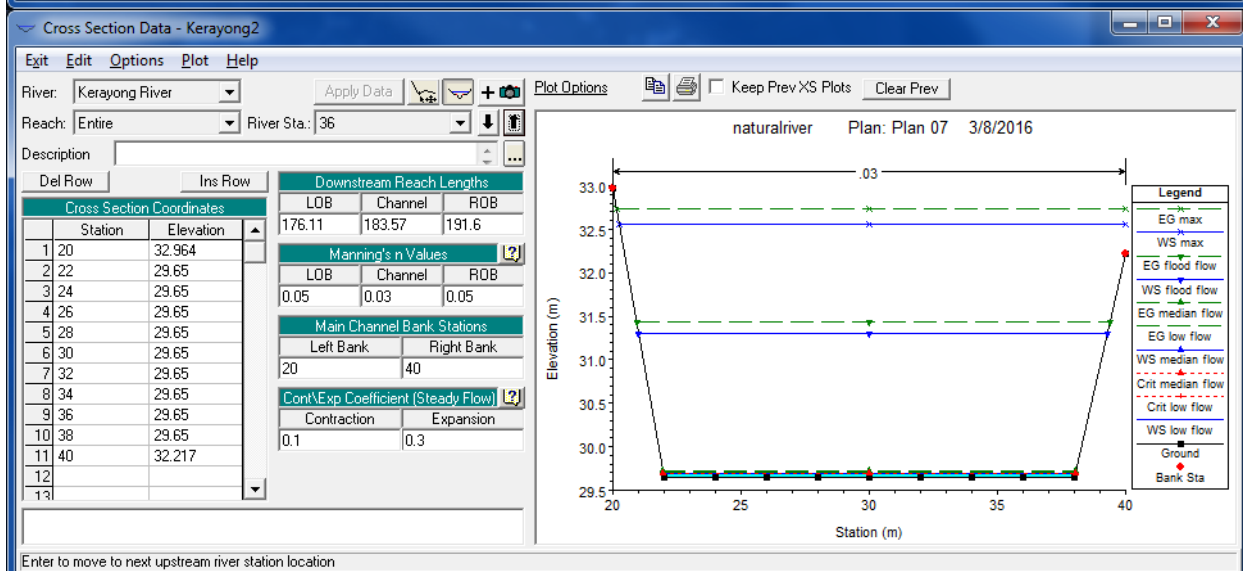 Cross Section Data - Kerayong2
Exit Edit Options Plot Help
River: Kerayong River Apply Data
Reach: Entire River Sta.: 36
Description ...
Del Row Ins Row
Cross Section Coordinates
Station Elevation
1 20 32.964
2 22 29.65
3 24 29.65
4 26 29.65
5 28 29.65
6 30 29.65
7 32 29.65
8 34 29.65
9 36 29.65
10 38 29.65
11 40 32.217
12
13
Downstream Reach Lengths
LOB Channel ROB
176.11 183.57 191.6
Manning's n Values
LOB Channel ROB
0.05 0.03 0.05
Main Channel Bank Stations
Left Bank Right Bank
20 40
Cont\Exp Coefficient (Steady Flow)
Contraction Expansion
0.1 0.3
Plot Options Keep Prev XS Plots Clear Prev
naturalriver Plan: Plan 07 3/8/2016
.03
33.0
32.5
32.0
31.5
31.0
30.5
30.0
29.5
Elevation (m)
20 25 30 35 40
Station (m)
Legend
EG max
WS max
EG flood flow
WS flood flow
EG median flow
EG low flow
WS median flow
Crit median flow
Crit low flow
WS low flow
Ground
Bank Sta
Enter to move to next upstream river station location